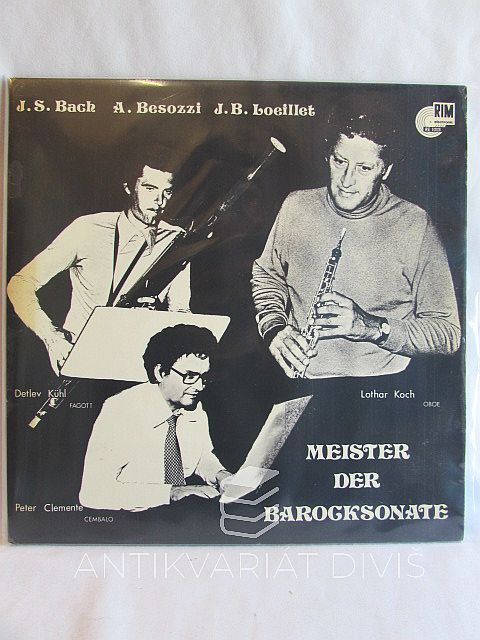 J.S. Bach A. Besozzi J.B. Loeillet
RIM
Detlev Kühl
FAGOTT
Lothar Koch
OBOE
MEISTER
DER
BAROCKSONATE
Peter Clemente
CEMBALO
ANTIKVARIÁT DIVIŠ